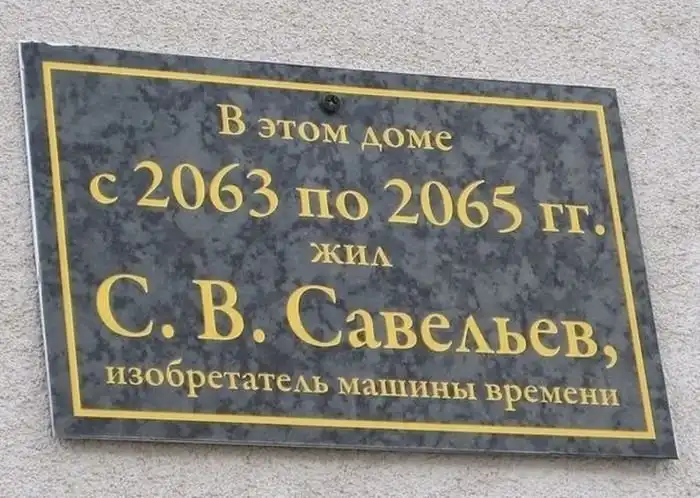 В этом доме
с 2063 по 2065 гг.
жил
С. В. Савельев,
изобретатель машины времени